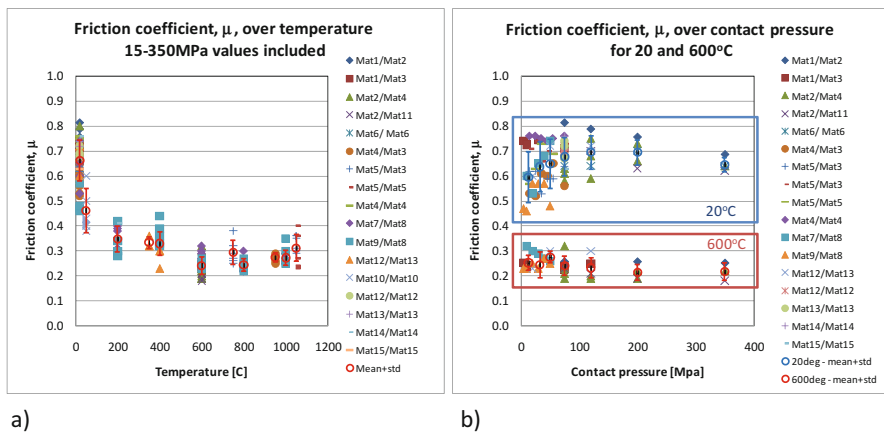 Friction coefficient, μ, over temperature
15-350MPa values included
Friction coefficient, μ
1.0
0.9
0.8
0.7
0.6
0.5
0.4
0.3
0.2
0.1
0.0
0
200
400
600
800
1000
1200
Temperature [C]
Mat1/Mat2
Mat1/Mat3
Mat2/Mat4
Mat2/Mat11
Mat6/ Mat6
Mat4/Mat3
Mat5/Mat3
Mat5/Mat5
Mat4/Mat4
Mat7/Mat8
Mat9/Mat8
Mat12/Mat13
Mat10/Mat10
Mat12/Mat12
Mat13/Mat13
Mat14/Mat14
Mat15/Mat15
Mean+std
a)
Friction coefficient, μ, over contact pressure
for 20 and 600°C
Friction coefficient, μ
1.0
0.9
0.8
0.7
0.6
0.5
0.4
0.3
0.2
0.1
0.0
20°C
600°C
0
100
200
300
400
Contact pressure [Mpa]
Mat1/Mat2
Mat1/Mat3
Mat2/Mat4
Mat2/Mat11
Mat6/ Mat6
Mat4/Mat3
Mat5/Mat3
Mat5/Mat3
Mat5/Mat5
Mat4/Mat4
Mat7/Mat8
Mat9/Mat8
Mat12/Mat13
Mat12/Mat12
Mat13/Mat13
Mat14/Mat14
Mat15/Mat15
20deg - mean+std
600deg - mean+std
b)